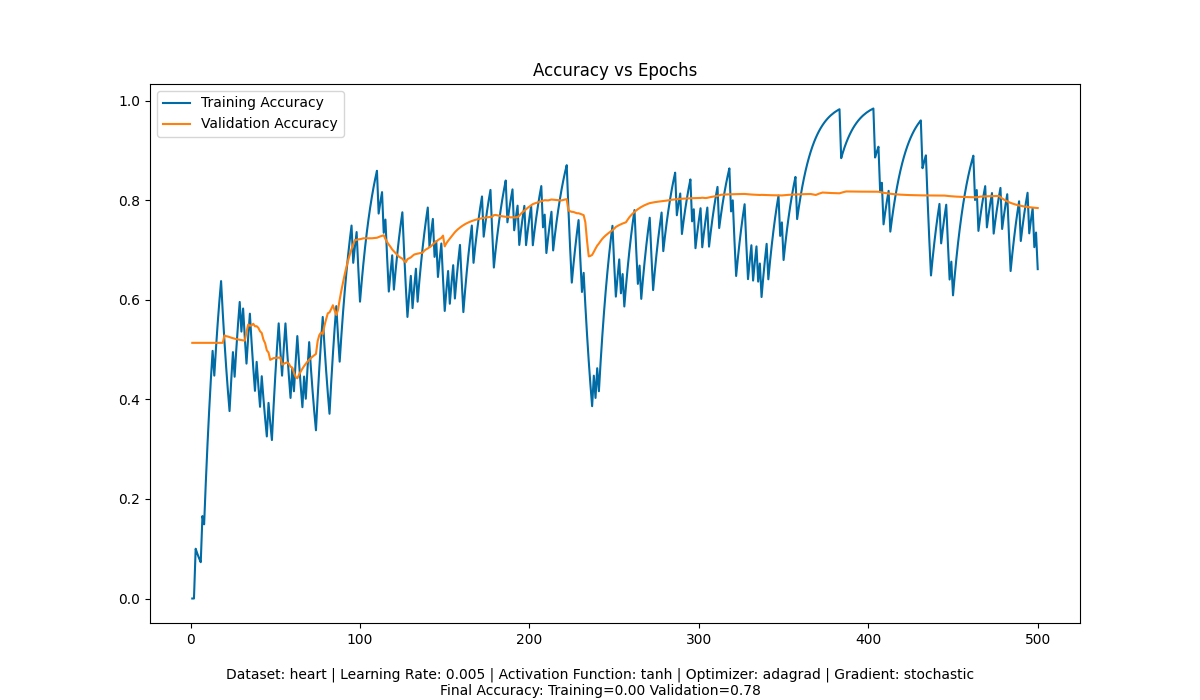 Accuracy vs Epochs
Training Accuracy
Validation Accuracy
1.0
0.8
0.6
0.4
0.2
0.0
0 100 200 300 400 500
Dataset: heart | Learning Rate: 0.005 | Activation Function: tanh | Optimizer: adagrad | Gradient: stochastic
Final Accuracy: Training=0.00 Validation=0.78